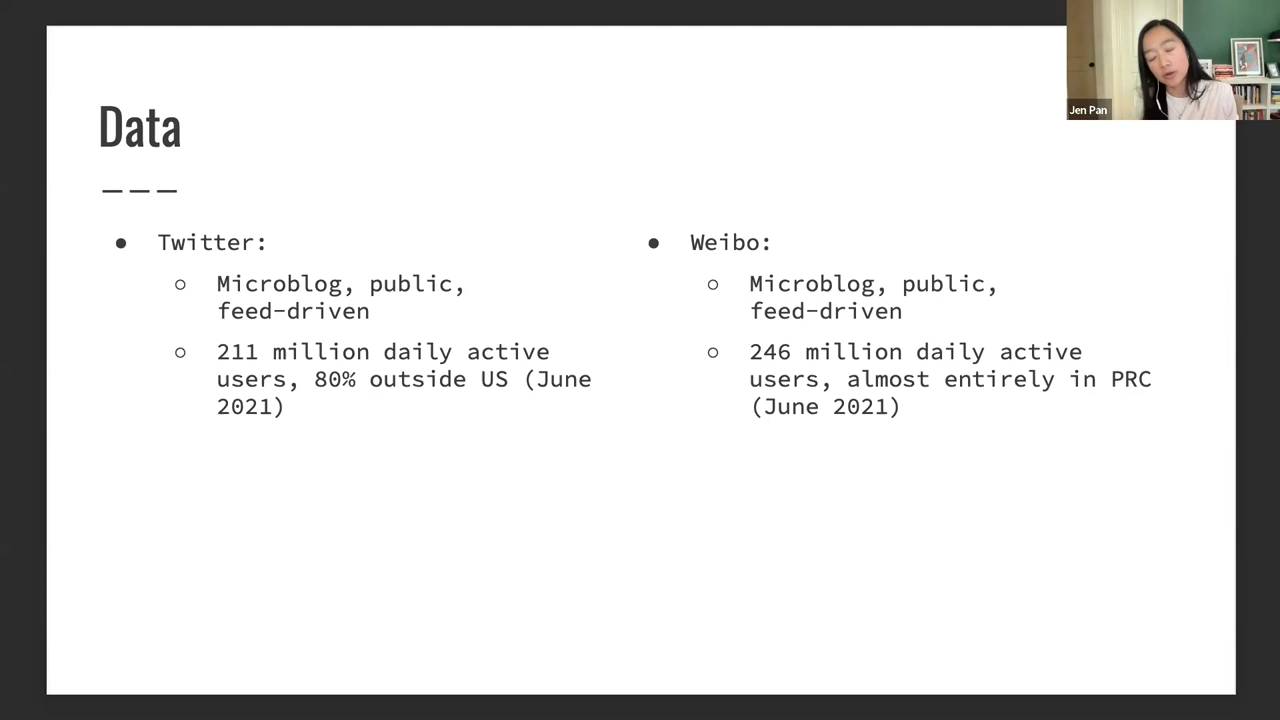 Jen Pan
Data
● Twitter:
○ Microblog, public,
feed-driven
○ 211 million daily active
users, 80% outside US (June
2021)
● Weibo:
○ Microblog, public,
feed-driven
○ 246 million daily active
users, almost entirely in PRC
(June 2021)